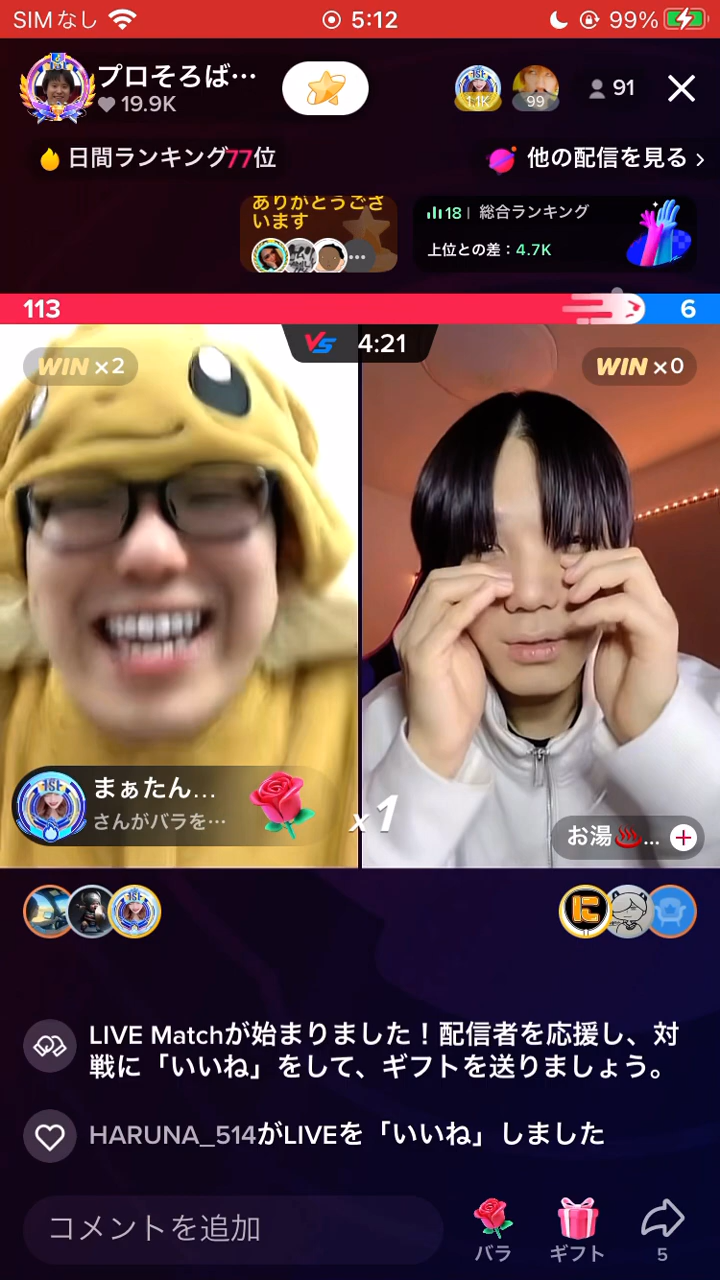 SIMなし 5:12 99%
プロそろば…
19.9K
1.1K
99
91
日間ランキング77位
他の配信を見る
ありがとうござ
います
18 | 総合ランキング
上位との差：4.7K
113
6
WIN ×2
VS 4:21
WIN ×0
まぁたん…
さんがバラを…
x1
お湯♨️…
に
LIVE Matchが始まりました！配信者を応援し、対
戦に「いいね」をして、ギフトを送りましょう。
HARUNA_514がLIVEを「いいね」しました
コメントを追加
バラ
ギフト
5